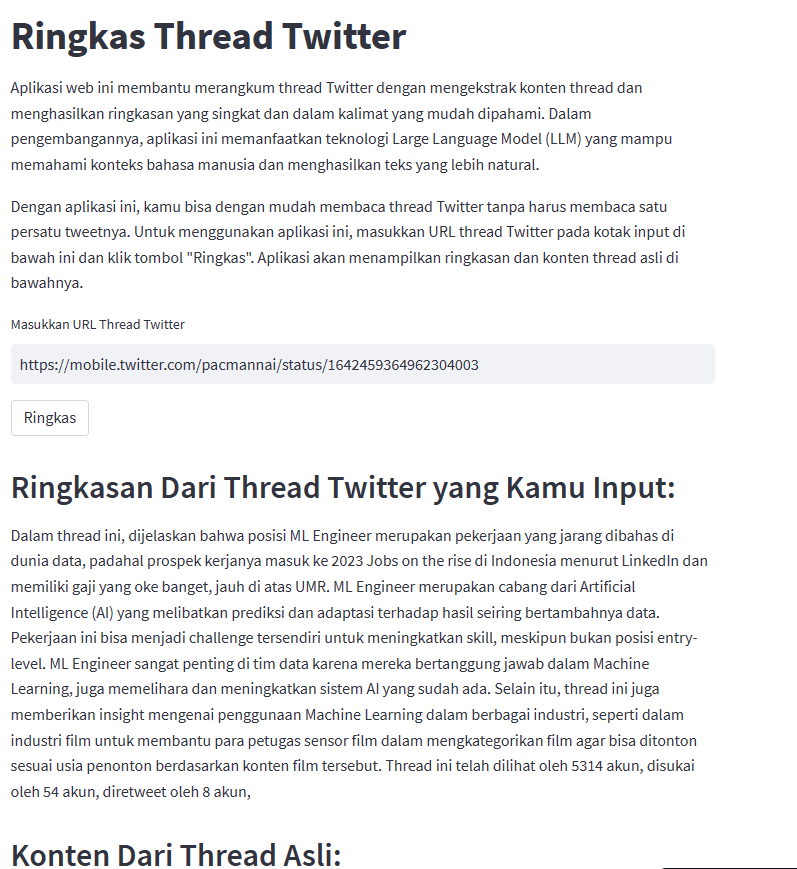 Ringkas Thread Twitter
Aplikasi web ini membantu merangkum thread Twitter dengan mengekstrak konten thread dan
menghasilkan ringkasan yang singkat dan dalam kalimat yang mudah dipahami. Dalam
pengembangannya, aplikasi ini memanfaatkan teknologi Large Language Model (LLM) yang mampu
memahami konteks bahasa manusia dan menghasilkan teks yang lebih natural.
Dengan aplikasi ini, kamu bisa dengan mudah membaca thread Twitter tanpa harus membaca satu
persatu tweetnya. Untuk menggunakan aplikasi ini, masukkan URL thread Twitter pada kotak input di
bawah ini dan klik tombol "Ringkas". Aplikasi akan menampilkan ringkasan dan konten thread asli di
bawahnya.
Masukkan URL Thread Twitter
https://mobile.twitter.com/pacmannai/status/1642459364962304003
Ringkas
Ringkasan Dari Thread Twitter yang Kamu Input:
Dalam thread ini, dijelaskan bahwa posisi ML Engineer merupakan pekerjaan yang jarang dibahas di
dunia data, padahal prospek kerjanya masuk ke 2023 Jobs on the rise di Indonesia menurut LinkedIn dan
memiliki gaji yang oke banget, jauh di atas UMR. ML Engineer merupakan cabang dari Artificial
Intelligence (AI) yang melibatkan prediksi dan adaptasi terhadap hasil seiring bertambahnya data.
Pekerjaan ini bisa menjadi challenge tersendiri untuk meningkatkan skill, meskipun bukan posisi entry-
level. ML Engineer sangat penting di tim data karena mereka bertanggung jawab dalam Machine
Learning, juga memelihara dan meningkatkan sistem AI yang sudah ada. Selain itu, thread ini juga
memberikan insight mengenai penggunaan Machine Learning dalam berbagai industri, seperti dalam
industri film untuk membantu para petugas sensor film dalam mengkategorikan film agar bisa ditonton
sesuai usia penonton berdasarkan konten film tersebut. Thread ini telah dilihat oleh 5314 akun, disukai
oleh 54 akun, diretweet oleh 8 akun,
Konten Dari Thread Asli: